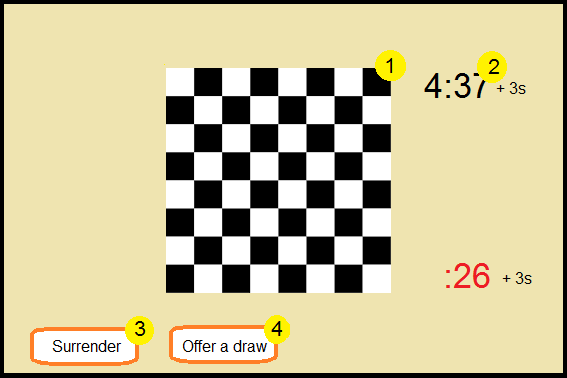 1
2
4:37 + 3s
:26 + 3s
3
4
Surrender
Offer a draw